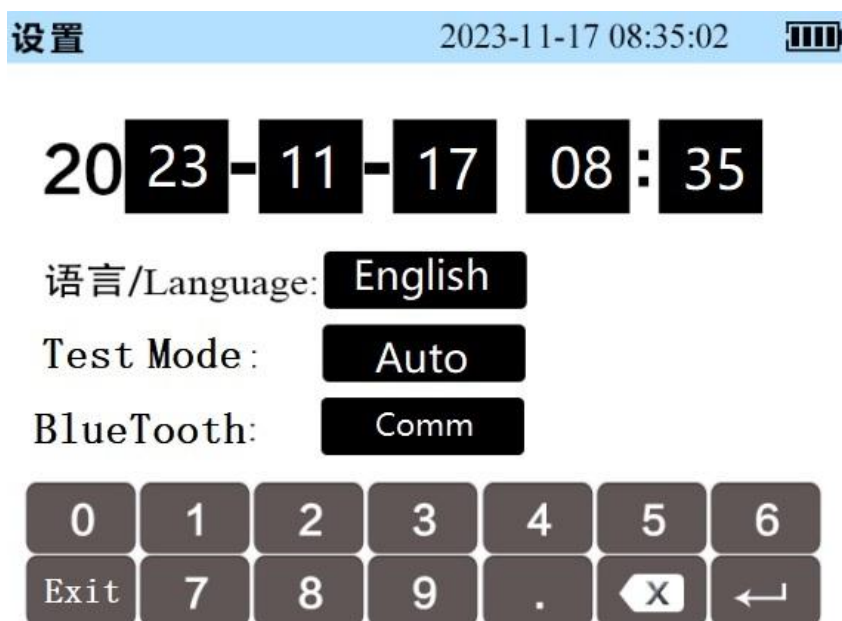 设置 2023-11-17 08:35:02
20 23-11-17 08:35
语言/Language: English
Test Mode: Auto
BlueTooth: Comm
0 1 2 3 4 5 6
Exit 7 8 9 . X ←